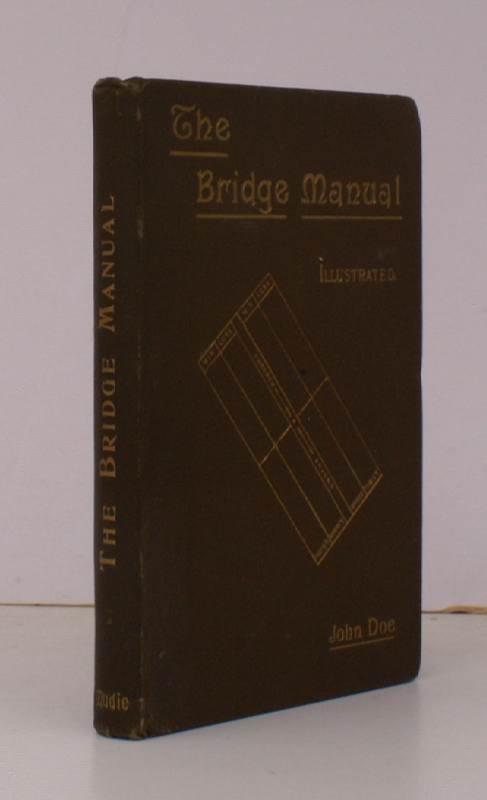 The
Bridge Manual
ILLUSTRATED.
John Doe
THE BRIDGE MANUAL
Mudie